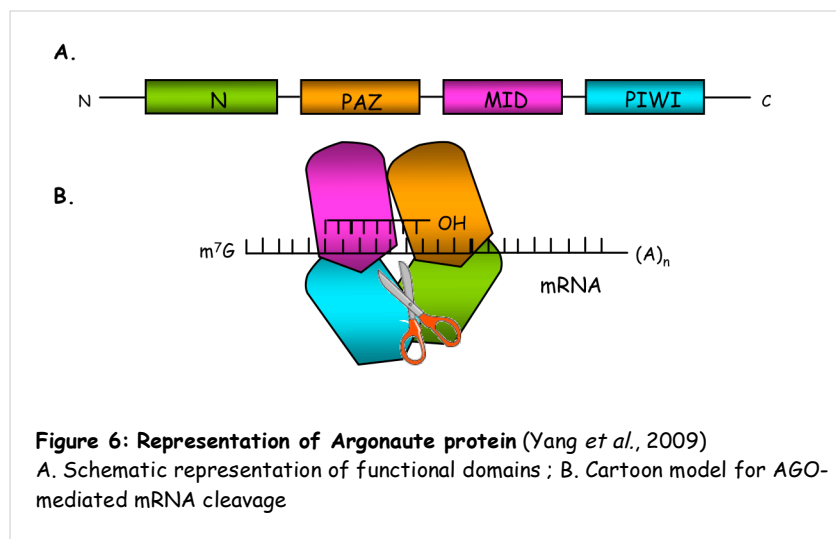 A.
N N PAZ MID PIWI C
B.
OH
m⁷G (A)n
mRNA
Figure 6: Representation of Argonaute protein (Yang et al., 2009)
A. Schematic representation of functional domains ; B. Cartoon model for AGO-
mediated mRNA cleavage